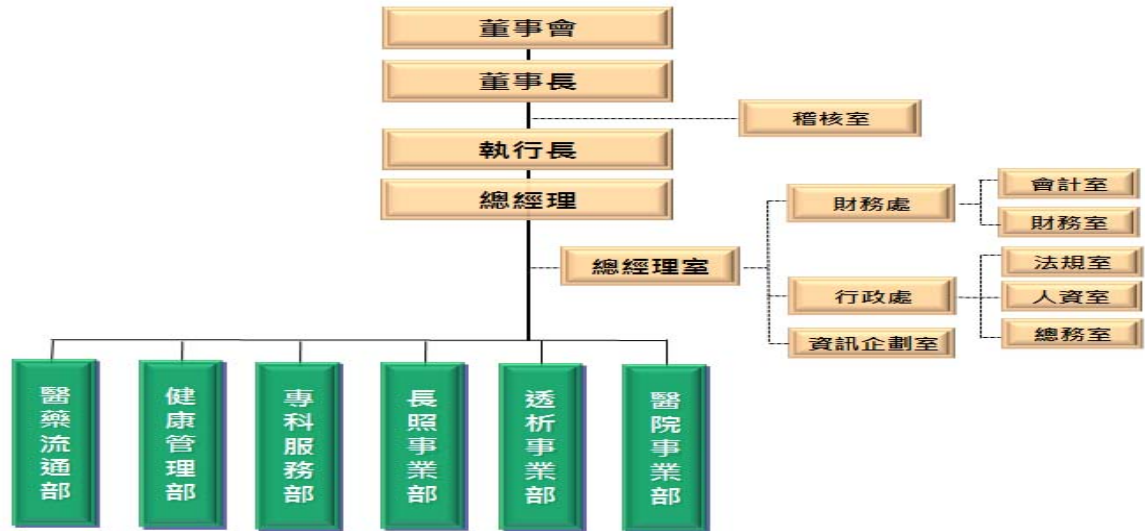 董事會
董事長
稽核室
執行長
總經理
總經理室
財務處
會計室
財務室
行政處
法規室
人資室
總務室
資訊企劃室
醫藥流通部
健康管理部
專科服務部
長照事業部
透析事業部
醫院事業部